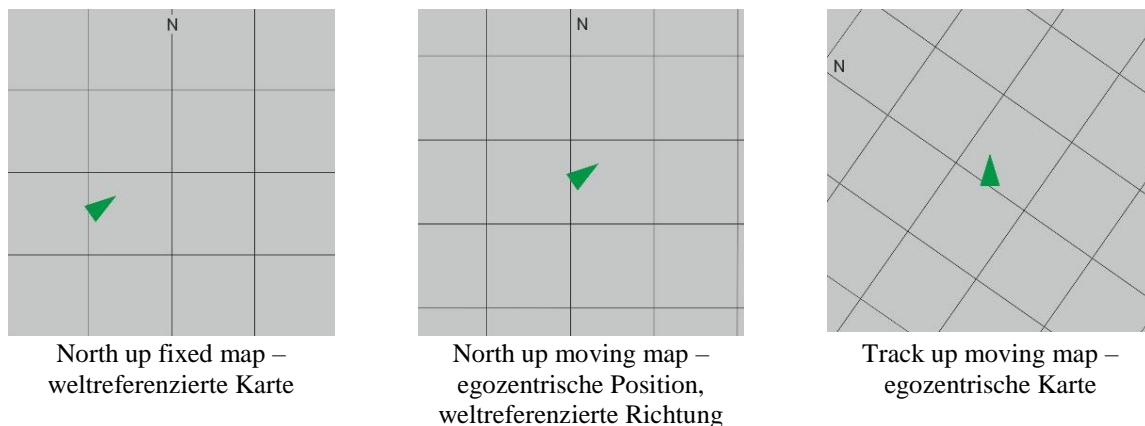 N
N
N
North up fixed map –
weltreferenzierte Karte
North up moving map –
egozentrische Position,
weltreferenzierte Richtung
Track up moving map –
egozentrische Karte